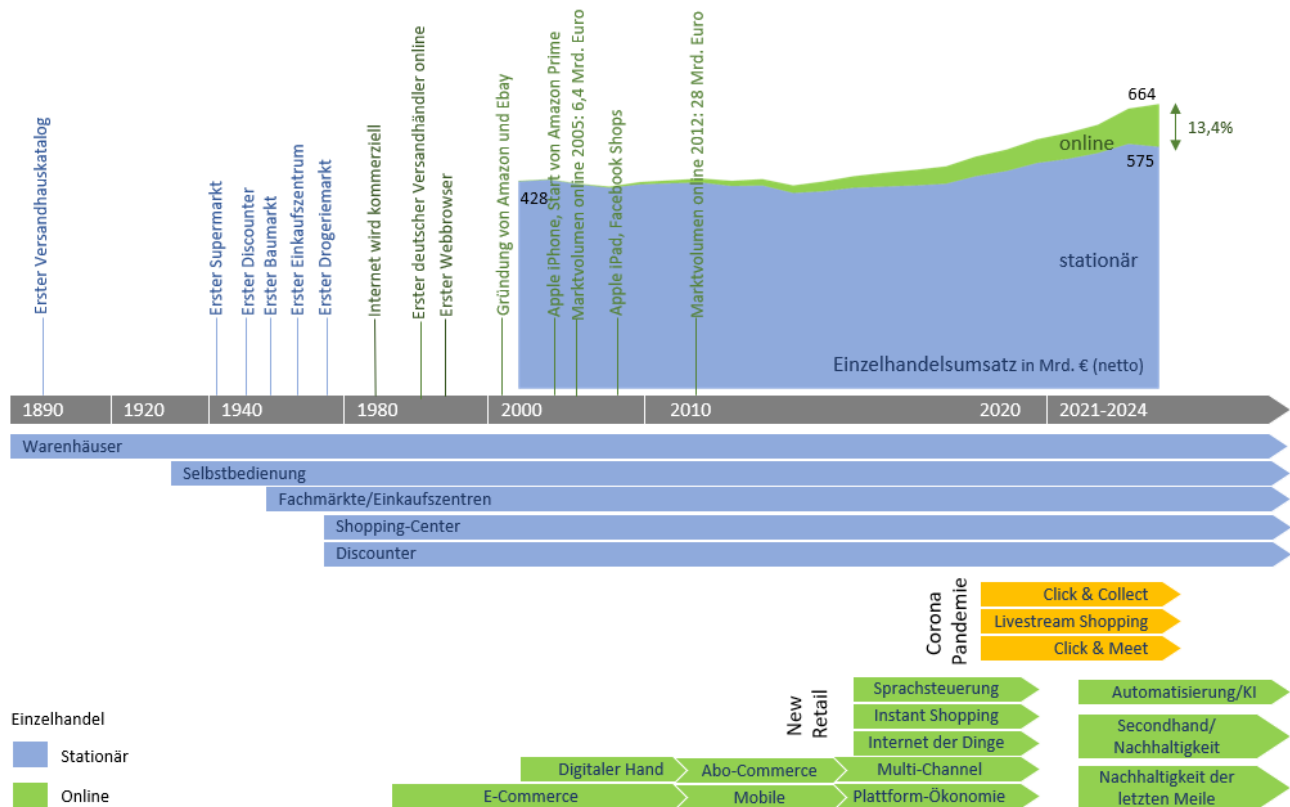 Erster Versandhauskatalog
Erster Supermarkt
Erster Discounter
Erster Baumarkt
Erster Einkaufszentrum
Erster Drogeriemarkt
Internet wird kommerziell
Erster deutscher Versandhändler online
Erster Webbrowser
Gründung von Amazon und Ebay
Apple iPhone, Start von Amazon Prime
Marktvolumen online 2005: 6,4 Mrd. Euro
Apple iPad, Facebook Shops
Marktvolumen online 2012: 28 Mrd. Euro
664
13,4%
online
575
428
stationär
Einzelhandelsumsatz in Mrd. € (netto)
1890 1920 1940 1980 2000 2010 2020 2021-2024
Warenhäuser
Selbstbedienung
Fachmärkte/Einkaufszentren
Shopping-Center
Discounter
Corona
Pandemie
Click & Collect
Livestream Shopping
Click & Meet
New
Retail
Sprachsteuerung
Instant Shopping
Internet der Dinge
Automatisierung/KI
Secondhand/
Nachhaltigkeit
Digitaler Hand Abo-Commerce Multi-Channel
E-Commerce Mobile Plattform-Ökonomie
Nachhaltigkeit der
letzten Meile
Einzelhandel
Stationär
Online